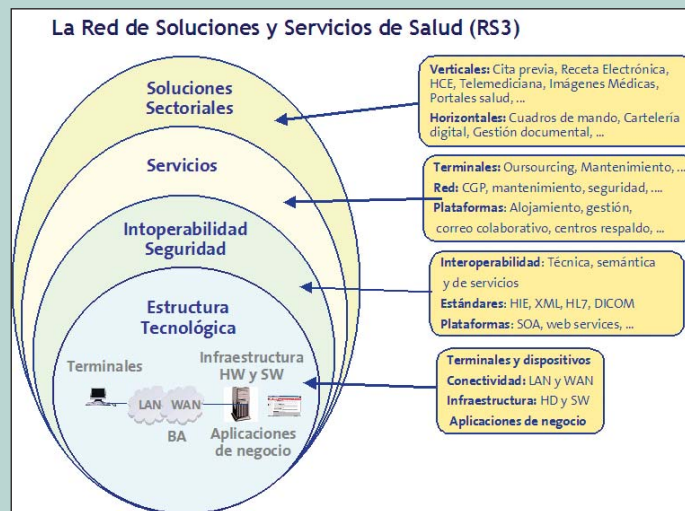 La Red de Soluciones y Servicios de Salud (RS3)
Soluciones
Sectoriales
Servicios
Intoperabilidad
Seguridad
Estructura
Tecnológica
Terminales
Infraestructura
HW y SW
LAN
WAN
BA
Aplicaciones
de negocio
Verticales: Cita previa, Receta Electrónica,
HCE, Telemediciana, Imágenes Médicas,
Portales salud, ...
Horizontales: Cuadros de mando, Cartelería
digital, Gestión documental, ...
Terminales: Oursourcing, Mantenimiento, ...
Red: CGP, mantenimiento, seguridad, ....
Plataformas: Alojamiento, gestión,
correo colaborativo, centros respaldo, ...
Interoperabilidad: Técnica, semántica
y de servicios
Estándares: HIE, XML, HL7, DICOM
Plataformas: SOA, web services, ...
Terminales y dispositivos
Conectividad: LAN y WAN
Infraestructura: HD y SW
Aplicaciones de negocio